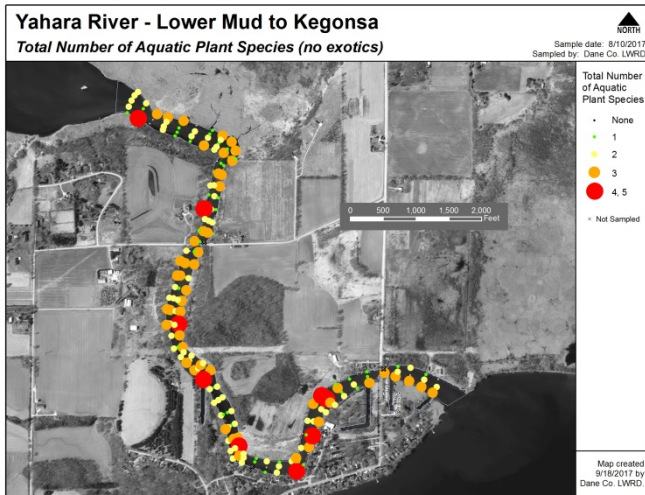 Yahara River - Lower Mud to Kegonsa
Total Number of Aquatic Plant Species (no exotics)
NORTH
Sample date: 8/10/2017
Sampled by: Dane Co. LWRD
Total Number
of Aquatic
Plant Species
None
1
2
3
4, 5
Not Sampled
0 500 1,000 1,500 2,000
Feet
Map created
9/18/2017 by
Dane Co. LWRD.